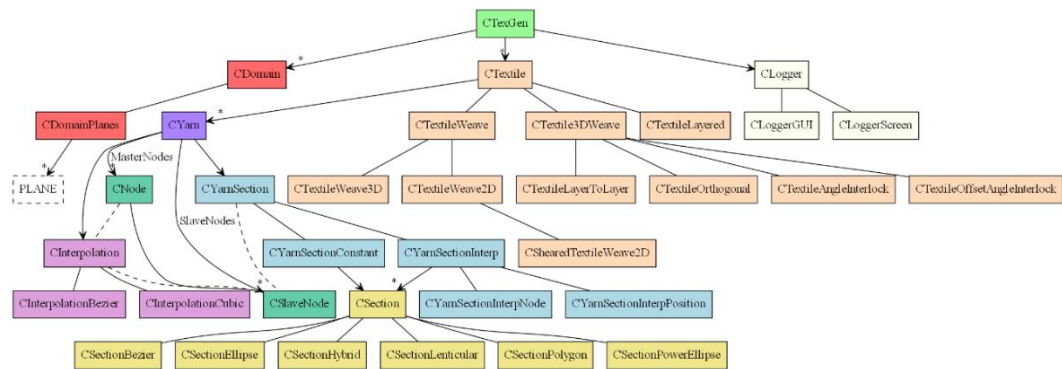 CTexGen
*
*
CDomain
CTextile
CLogger
*
CDomainPlanes
CYarn
CTextileWeave
CTextile3DWeave
CTextileLayered
CLoggerGUI
CLoggerScreen
MasterNodes
*
*
PLANE
CNode
CYarnSection
CTextileWeave3D
CTextileWeave2D
CTextileLayerToLayer
CTextileOrthogonal
CTextileAngleInterlock
CTextileOffsetAngleInterlock
SlaveNodes
CInterpolation
CYarnSectionConstant
CYarnSectionInterp
CShearedTextileWeave2D
*
*
CInterpolationBezier
CInterpolationCubic
CSlaveNode
CSection
CYarnSectionInterpNode
CYarnSectionInterpPosition
CSectionBezier
CSectionEllipse
CSectionHybrid
CSectionLenticular
CSectionPolygon
CSectionPowerEllipse